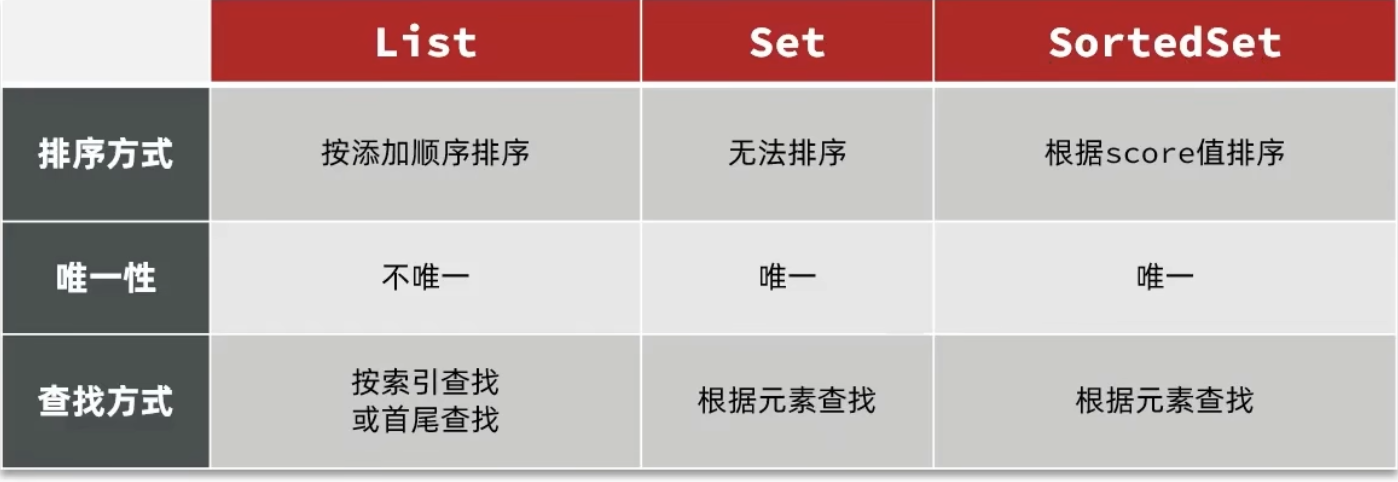 List Set SortedSet
排序方式 按添加顺序排序 无法排序 根据score值排序
唯一性 不唯一 唯一 唯一
查找方式 按索引查找
或首尾查找 根据元素查找 根据元素查找